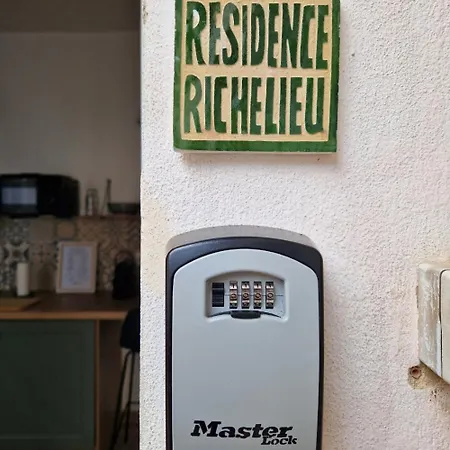 RESIDENCE
RICHELIEU
Master
Lock